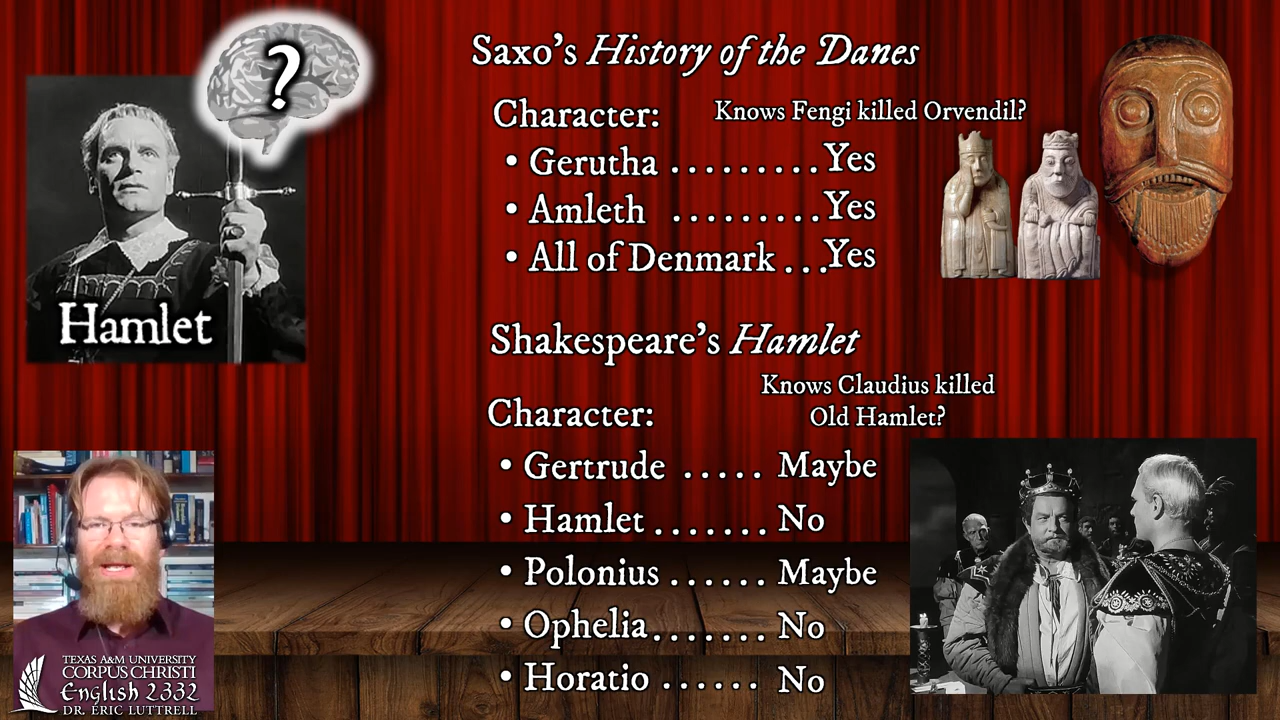 ?
Hamlet
Saxo's History of the Danes
Character:
Knows Fengi killed Orvendil?
• Gerutha .........Yes
• Amleth .........Yes
• All of Denmark ...Yes
Shakespeare's Hamlet
Character:
Knows Claudius killed
Old Hamlet?
• Gertrude ..... Maybe
• Hamlet ....... No
• Polonius ...... Maybe
• Ophelia ....... No
• Horatio ...... No
TEXAS A&M UNIVERSITY
CORPUS CHRISTI
English 2332
DR. ERIC LUTTRELL